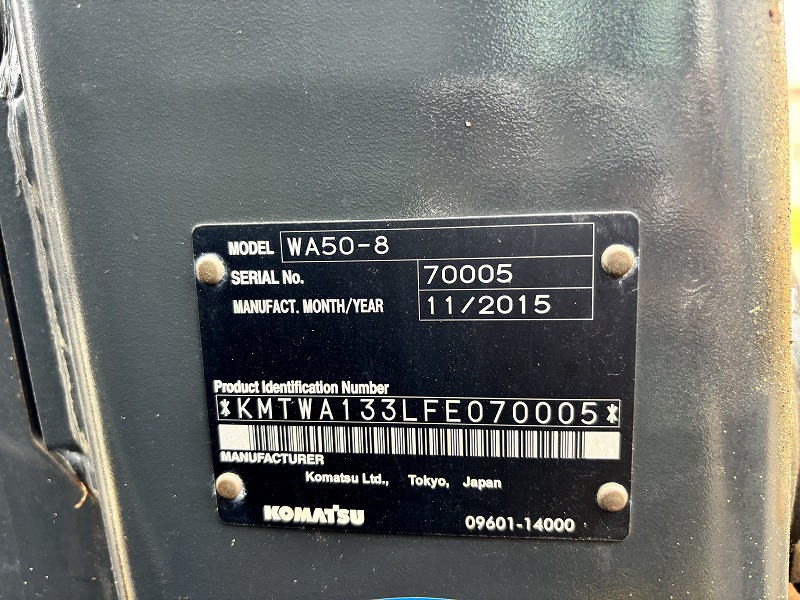 MODEL WA50-8
SERIAL No. 70005
MANUFACT. MONTH/YEAR 11/2015
Product Identification Number
*KMTWA133LFE070005*
MANUFACTURER
Komatsu Ltd., Tokyo, Japan
KOMATSU 09601-14000